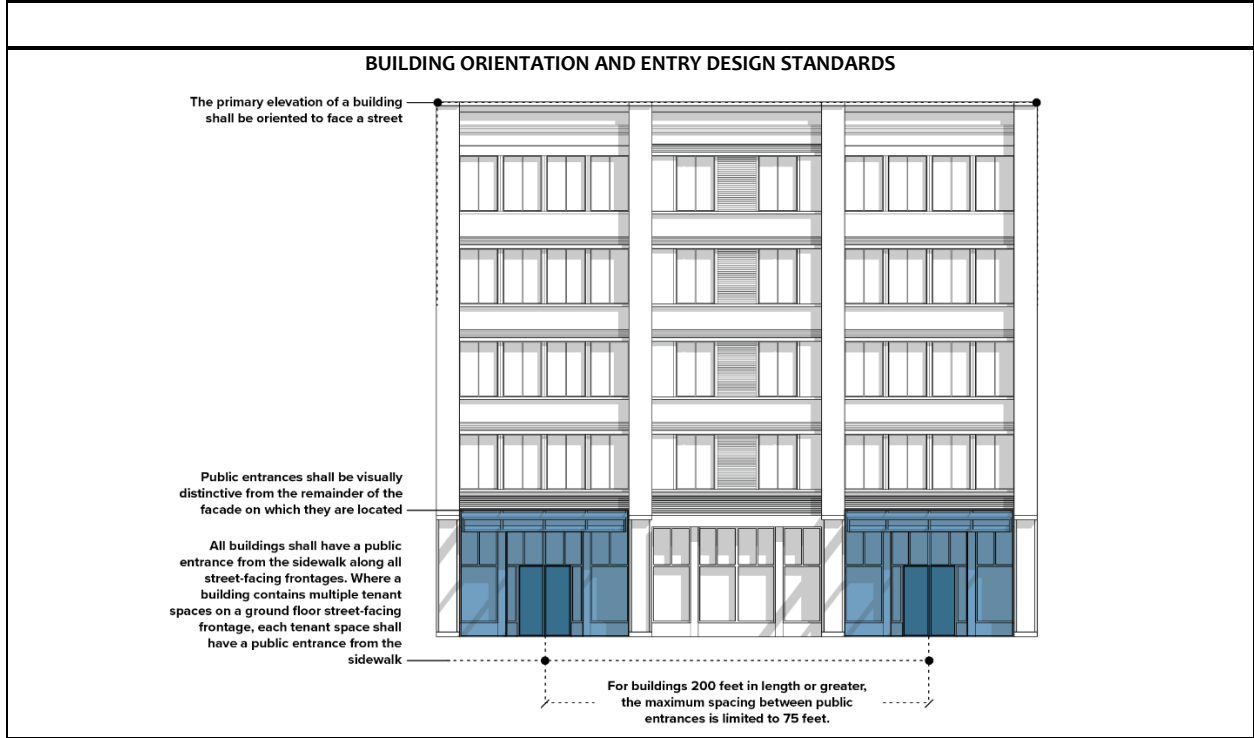 BUILDING ORIENTATION AND ENTRY DESIGN STANDARDS
The primary elevation of a building
shall be oriented to face a street
Public entrances shall be visually
distinctive from the remainder of the
facade on which they are located
All buildings shall have a public
entrance from the sidewalk along all
street-facing frontages. Where a
building contains multiple tenant
spaces on a ground floor street-facing
frontage, each tenant space shall
have a public entrance from the
sidewalk
For buildings 200 feet in length or greater,
the maximum spacing between public
entrances is limited to 75 feet.